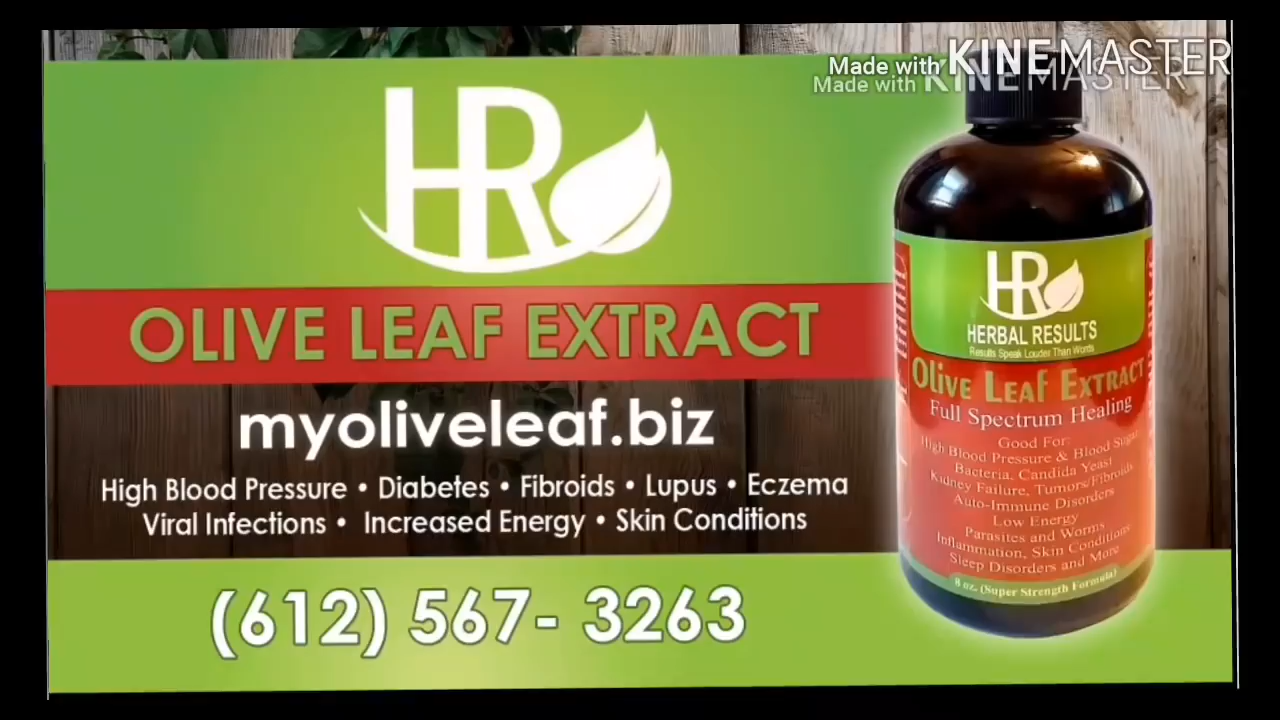 Made with KINEMASTER
Made with KINEMASTER
HR
OLIVE LEAF EXTRACT
myoliveleaf.biz
High Blood Pressure • Diabetes • Fibroids • Lupus • Eczema
Viral Infections • Increased Energy • Skin Conditions
(612) 567- 3263
HR
HERBAL RESULTS
Results Speak Louder Than Words
Olive Leaf Extract
Full Spectrum Healing
Good For:
High Blood Pressure & Blood Sugar
Bacteria, Candida Yeast
Kidney Failure, Tumors/Fibroids
Auto-Immune Disorders
Low Energy
Parasites and Worms
Inflammation, Skin Conditions
Sleep Disorders and More
8 oz. (Super Strength Formula)